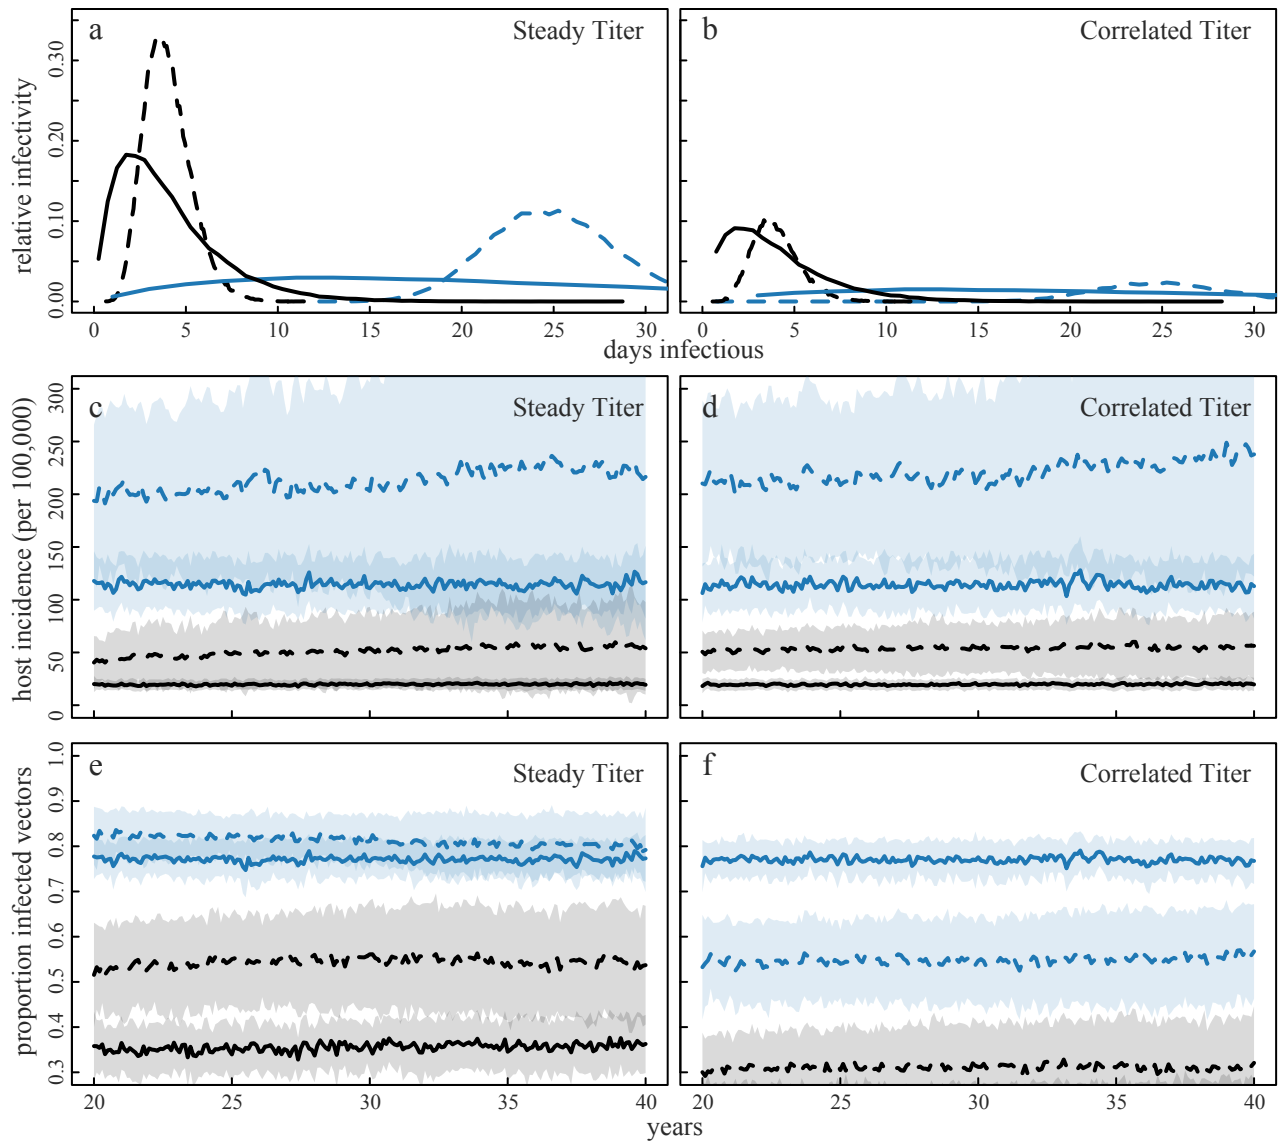 a Steady Titer
b Correlated Titer
relative infectivity
0.00 0.10 0.20 0.30
0 5 10 15 20 25 30
0 5 10 15 20 25 30
days infectious
c Steady Titer
d Correlated Titer
host incidence (per 100,000)
0 50 100 150 200 250 300
e Steady Titer
f Correlated Titer
proportion infected vectors
0.3 0.4 0.5 0.6 0.7 0.8 0.9 1.0
20 25 30 35 40
20 25 30 35 40
years